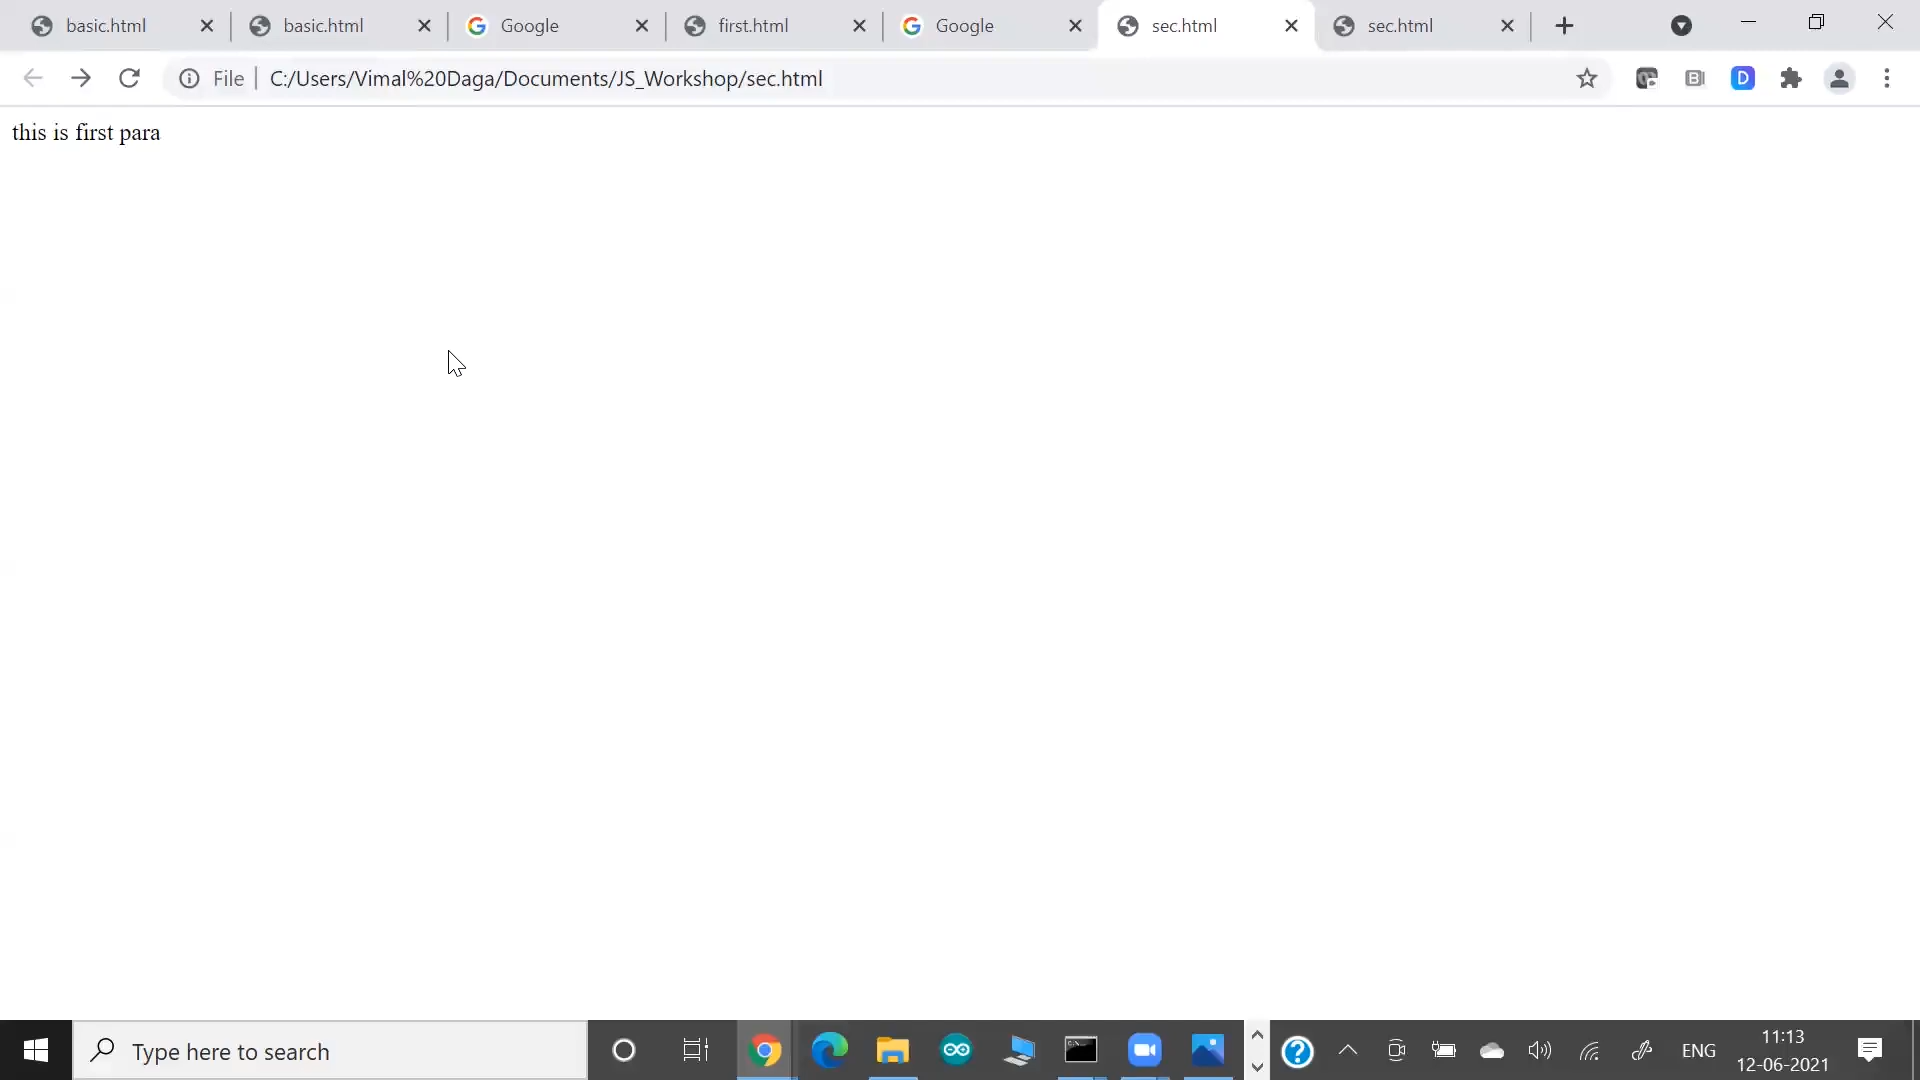 basic.html
basic.html
Google
first.html
Google
sec.html
sec.html
File
C:/Users/Vimal%20Daga/Documents/JS_Workshop/sec.html
this is first para
Type here to search
ENG
11:13
12-06-2021